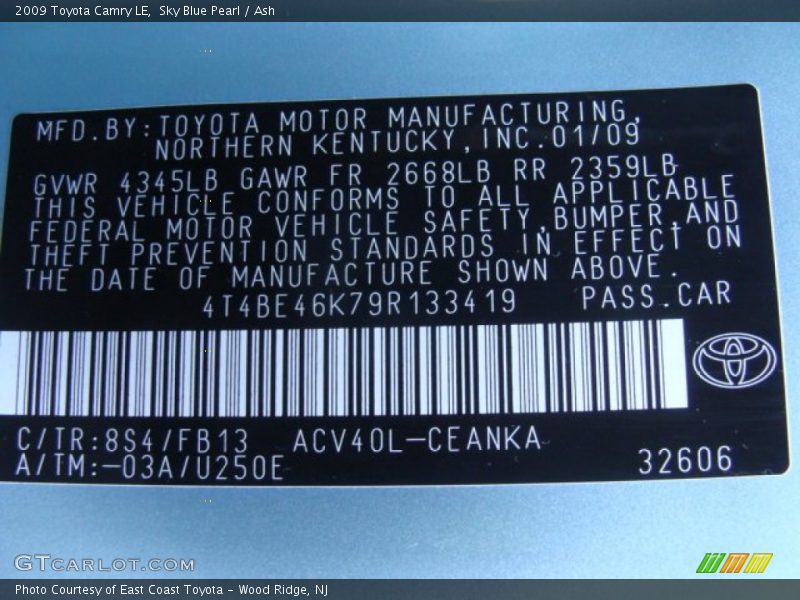 2009 Toyota Camry LE, Sky Blue Pearl / Ash
MFD.BY:TOYOTA MOTOR MANUFACTURING,
NORTHERN KENTUCKY,INC.01/09
GVWR 4345LB GAWR FR 2668LB RR 2359LB
THIS VEHICLE CONFORMS TO ALL APPLICABLE
FEDERAL MOTOR VEHICLE SAFETY,BUMPER,AND
THEFT PREVENTION STANDARDS IN EFFECT ON
THE DATE OF MANUFACTURE SHOWN ABOVE.
4T4BE46K79R133419 PASS.CAR
C/TR:8S4/FB13 ACV40L-CEANKA
A/TM:-03A/U250E
32606
GTCARLOT.COM
Photo Courtesy of East Coast Toyota - Wood Ridge, NJ